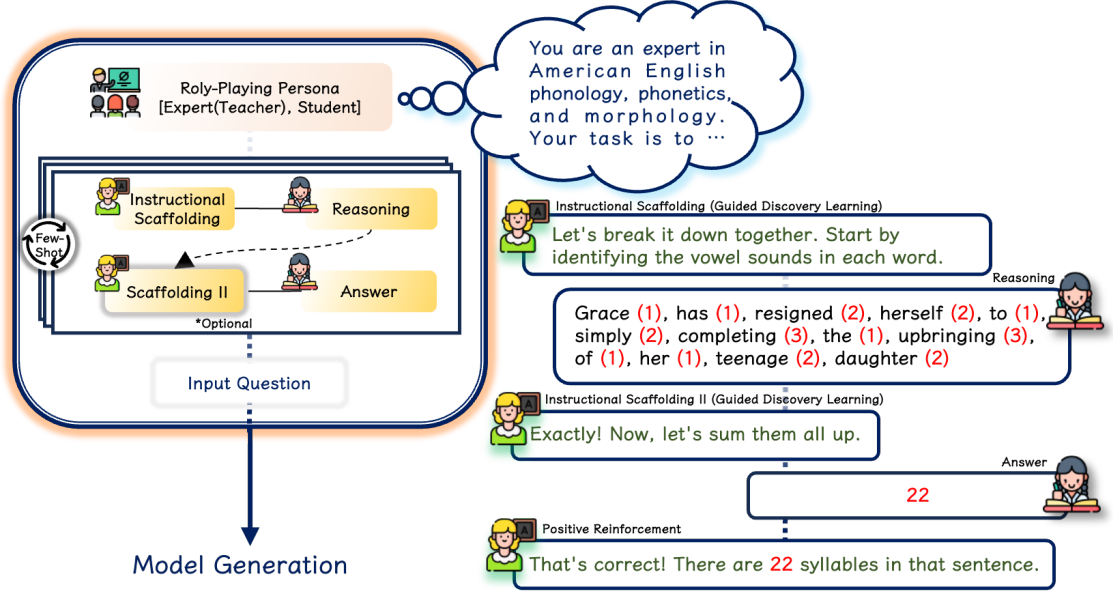 Roly-Playing Persona
[Expert(Teacher), Student]
You are an expert in
American English
phonology, phonetics,
and morphology.
Your task is to ⋯
Few-
Shot
Instructional
Scaffolding
Reasoning
Scaffolding II
Answer
*Optional
Input Question
Model Generation
Instructional Scaffolding (Guided Discovery Learning)
Let's break it down together. Start by
identifying the vowel sounds in each word.
Reasoning
Grace (1), has (1), resigned (2), herself (2), to (1),
simply (2), completing (3), the (1), upbringing (3),
of (1), her (1), teenage (2), daughter (2)
Instructional Scaffolding II (Guided Discovery Learning)
Exactly! Now, let's sum them all up.
Answer
22
Positive Reinforcement
That's correct! There are 22 syllables in that sentence.